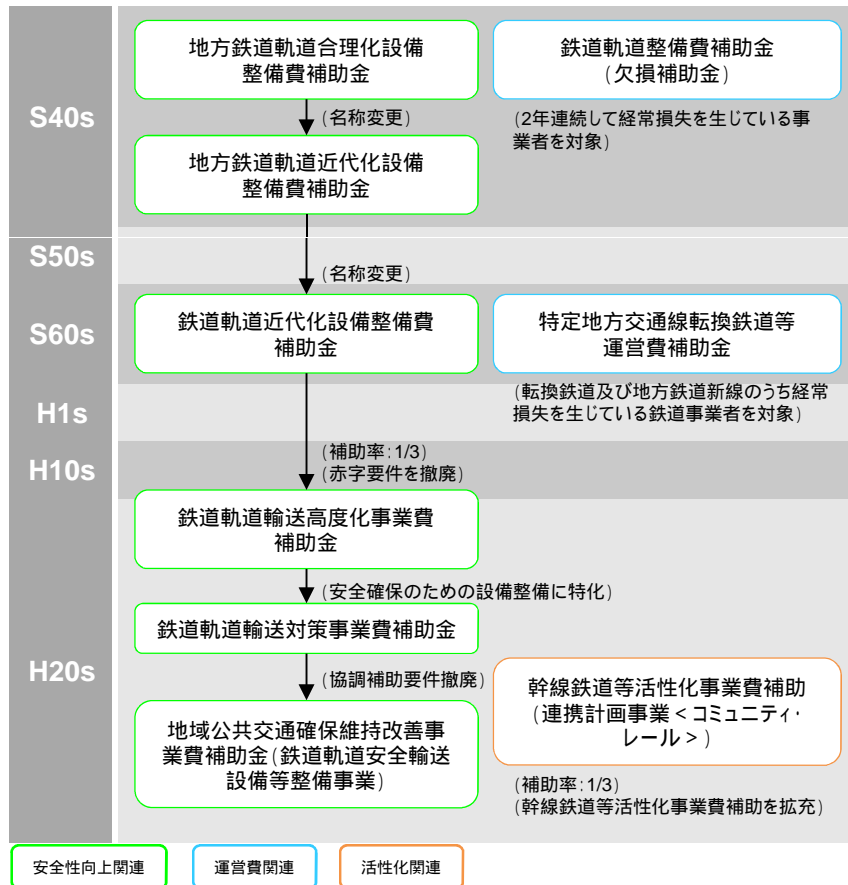 S40s
地方鉄道軌道合理化設備
整備費補助金
鉄道軌道整備費補助金
(欠損補助金)
(名称変更)
(2年連続して経常損失を生じている事
業者を対象)
地方鉄道軌道近代化設備
整備費補助金
S50s
(名称変更)
S60s
鉄道軌道近代化設備整備費
補助金
特定地方交通線転換鉄道等
運営費補助金
H1s
(転換鉄道及び地方鉄道新線のうち経常
損失を生じている鉄道事業者を対象)
H10s
(補助率:1/3)
(赤字要件を撤廃)
鉄道軌道輸送高度化事業費
補助金
(安全確保のための設備整備に特化)
鉄道軌道輸送対策事業費補助金
H20s
(協調補助要件撤廃)
地域公共交通確保維持改善事
業費補助金(鉄道軌道安全輸送
設備等整備事業)
幹線鉄道等活性化事業費補助
(連携計画事業<コミュニティ・
レール>)
(補助率:1/3)
(幹線鉄道等活性化事業費補助を拡充)
安全性向上関連
運営費関連
活性化関連